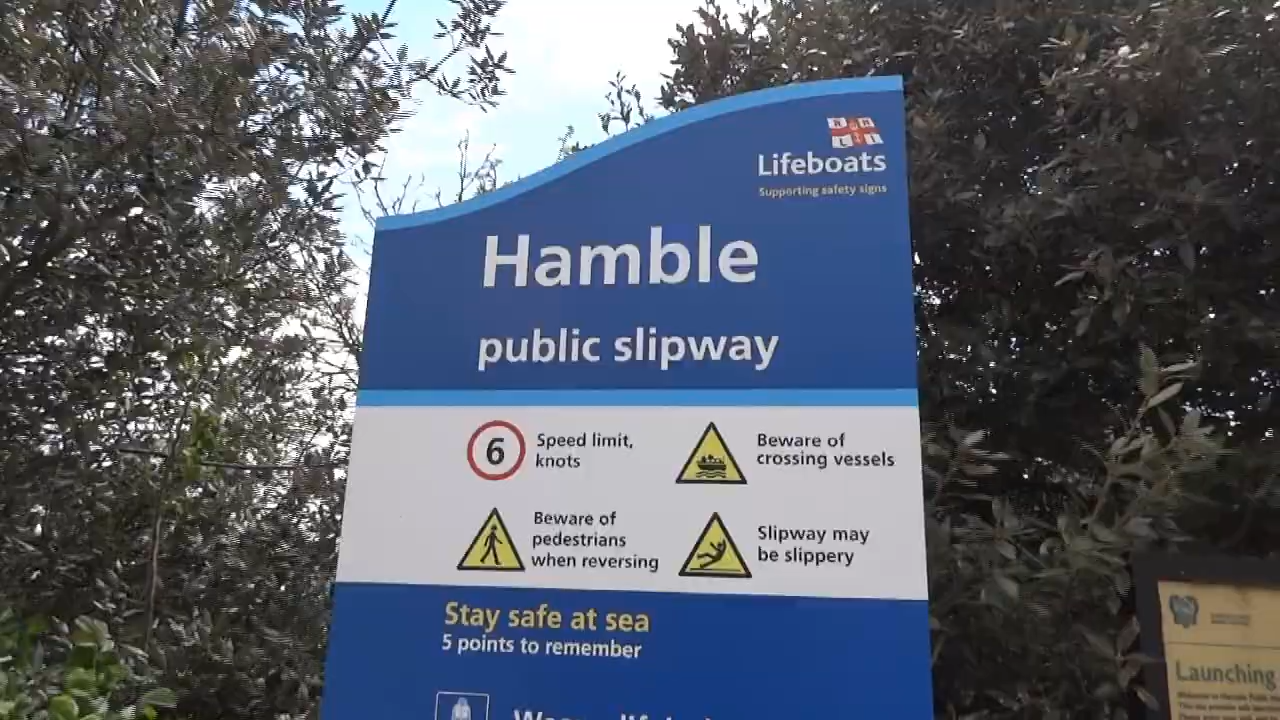 RNLI
Lifeboats
Supporting safety signs
Hamble
public slipway
6
Speed limit,
knots
Beware of
crossing vessels
Beware of
pedestrians
when reversing
Slipway may
be slippery
Stay safe at sea
5 points to remember
Launching